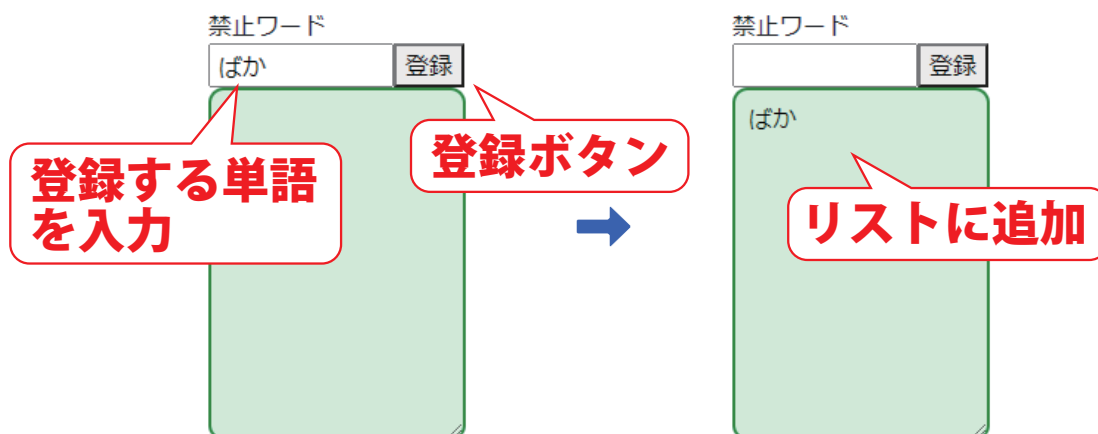 禁止ワード
ばか
登録
登録する単語
を入力
登録ボタン
禁止ワード
登録
ばか
リストに追加